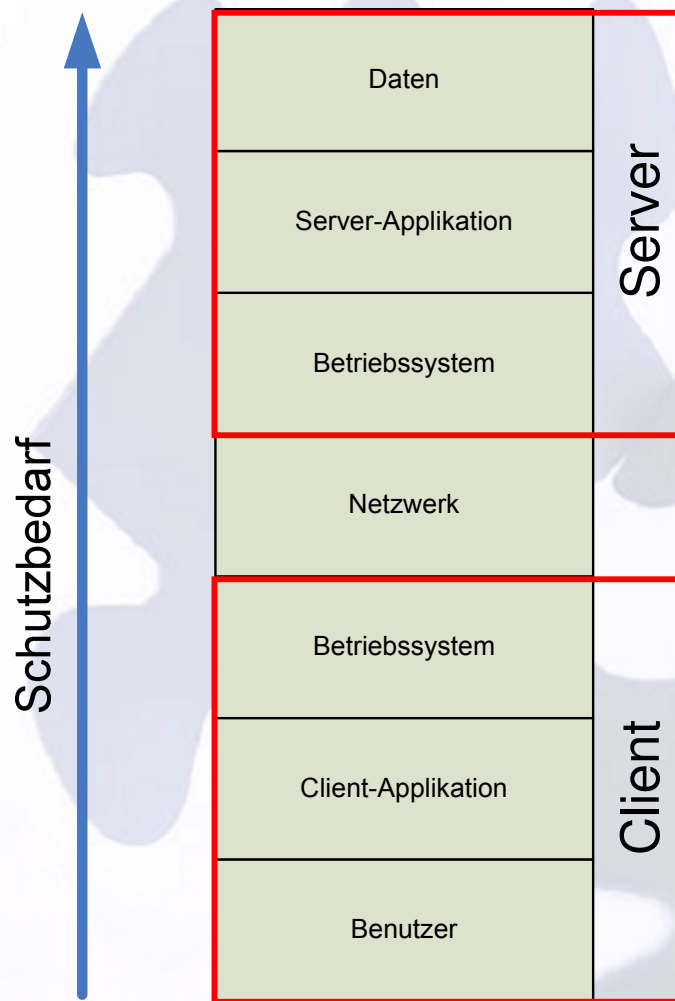 Schutzbedarf
Daten
Server-Applikation
Betriebssystem
Server
Netzwerk
Betriebssystem
Client-Applikation
Benutzer
Client